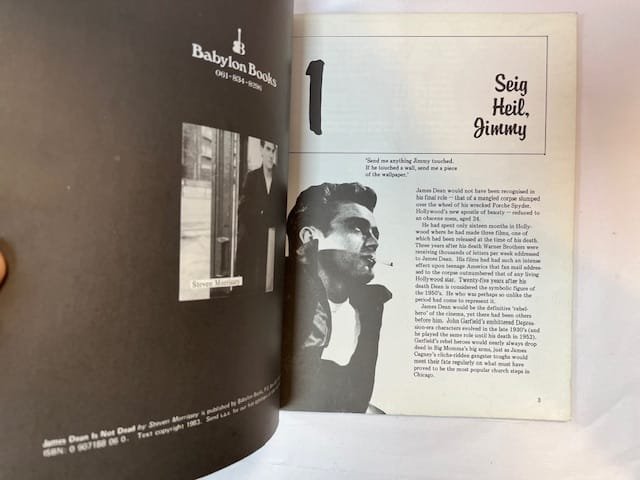 Babylon Books
061-834-8296
Steven Morrissey
James Dean Is Not Dead by Steven Morrissey is published by Babylon Books,
ISBN: 0 907188 06 0. Text copyright 1983. Send s.a.e. for our
1
Seig
Heil,
Jimmy
'Send me anything Jimmy touched.
If he touched a wall, send me a piece
of the wallpaper.'
James Dean would not have been recognised in
his final role — that of a mangled corpse slumped
over the wheel of his wrecked Porche Spyder.
Hollywood's new apostle of beauty — reduced to
an obscene mess, aged 24.
He had spent only sixteen months in Holly-
wood where he had made three films, one of
which had been released at the time of his death.
Three years after his death Warner Brothers were
receiving thousands of letters per week addressed
to James Dean. His films had had such an intense
effect upon teenage America that fan mail addres-
sed to the corpse outnumbered that of any living
Hollywood star. Twenty-five years after his
death Dean is considered the symbolic figure of
the 1950's. He who was perhaps so unlike the
period had come to represent it.
James Dean would be the definitive 'rebel-
hero' of the cinema, yet there had been others
before him. John Garfield's embittered Depres-
sion-era characters evolved in the late 1930's (and
he played the same role until his death in 1952).
Garfield's rebel heroes would nearly always drop
dead in Big Momma's big arms, just as James
Cagney's cliche-ridden gangster toughs would
meet their fate regularly on what must have
proved to be the most popular church steps in
Chicago.
3